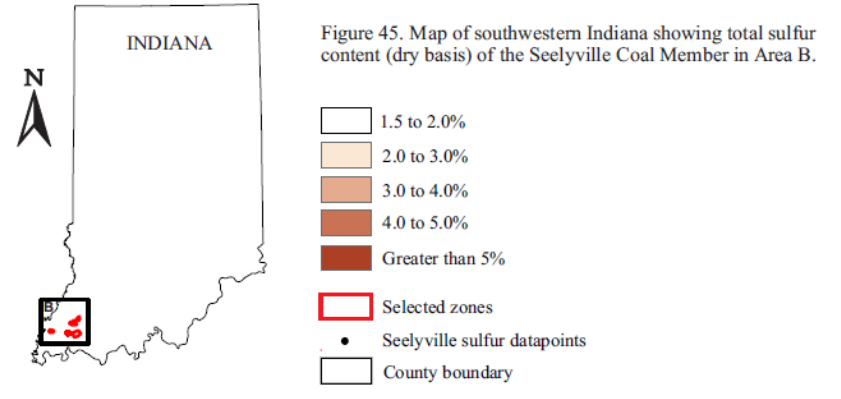 INDIANA
N
B
Figure 45. Map of southwestern Indiana showing total sulfur
content (dry basis) of the Seelyville Coal Member in Area B.
1.5 to 2.0%
2.0 to 3.0%
3.0 to 4.0%
4.0 to 5.0%
Greater than 5%
Selected zones
Seelyville sulfur datapoints
County boundary